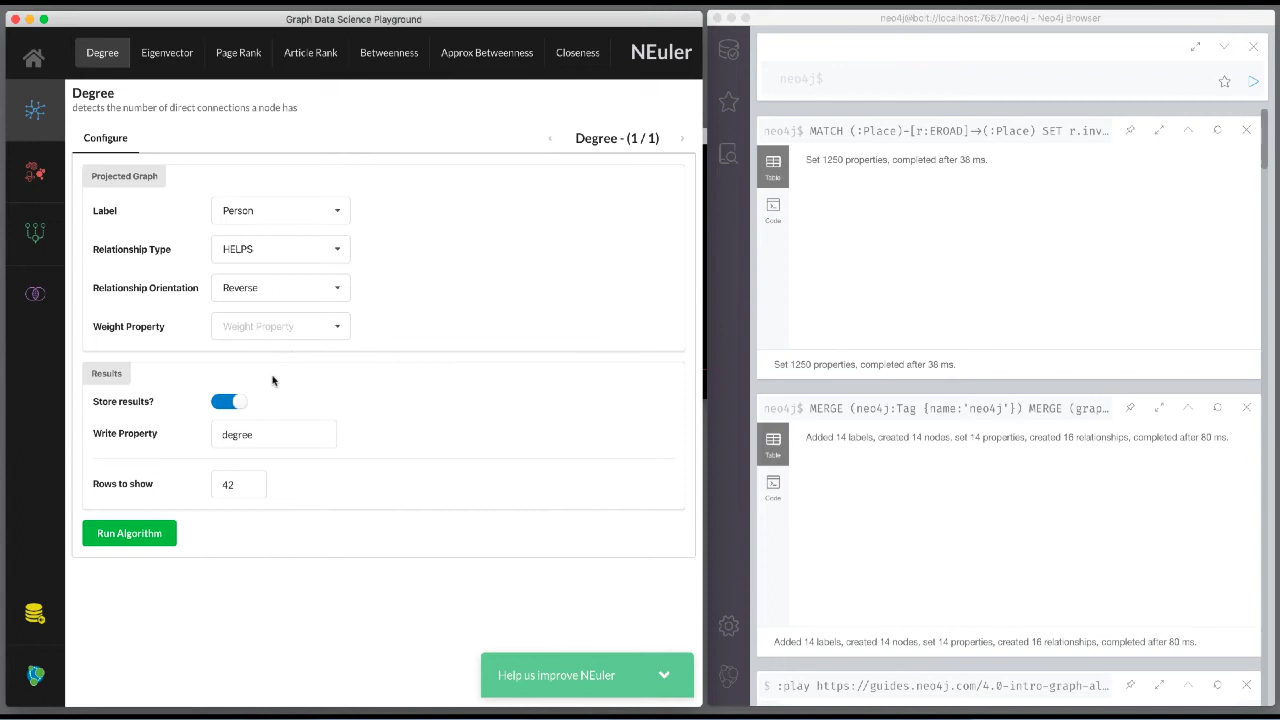 Graph Data Science Playground
Degree
Eigenvector
Page Rank
Article Rank
Betweenness
Approx Betweenness
Closeness
NEuler
Degree
detects the number of direct connections a node has
Configure
Degree - (1 / 1)
Projected Graph
Label
Person
Relationship Type
HELPS
Relationship Orientation
Reverse
Weight Property
Weight Property
Results
Store results?
Write Property
degree
Rows to show
42
Run Algorithm
Help us improve NEuler
neo4j@bolt://localhost:7687/neo4j - Neo4j Browser
neo4j$
neo4j$ MATCH (:Place)-[r:EROAD]→(:Place) SET r.inv…
Table
Code
Set 1250 properties, completed after 38 ms.
Set 1250 properties, completed after 38 ms.
neo4j$ MERGE (neo4j:Tag {name:'neo4j'}) MERGE (grap…
Table
Code
Added 14 labels, created 14 nodes, set 14 properties, created 16 relationships, completed after 80 ms.
Added 14 labels, created 14 nodes, set 14 properties, created 16 relationships, completed after 80 ms.
$ :play https://guides.neo4j.com/4.0-intro-graph-al…